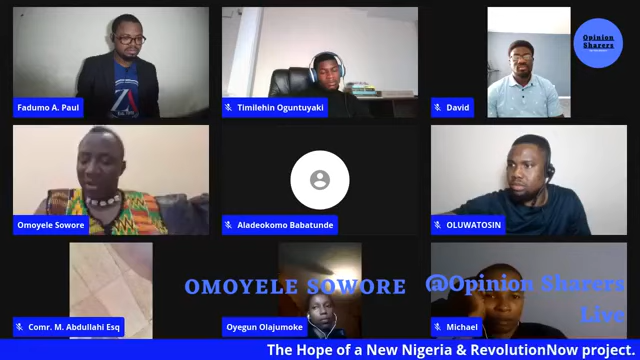 Opinion
Sharers
Fadumo A. Paul
Timilehin Oguntuyaki
David
Omoyele Sowore
Aladeokomo Babatunde
OLUWATOSIN
OMOYELE SOWORE
@Opinion Sharers
Live
Comr. M. Abdullahi Esq
Oyegun Olajumoke
Michael
The Hope of a New Nigeria & RevolutionNow project.